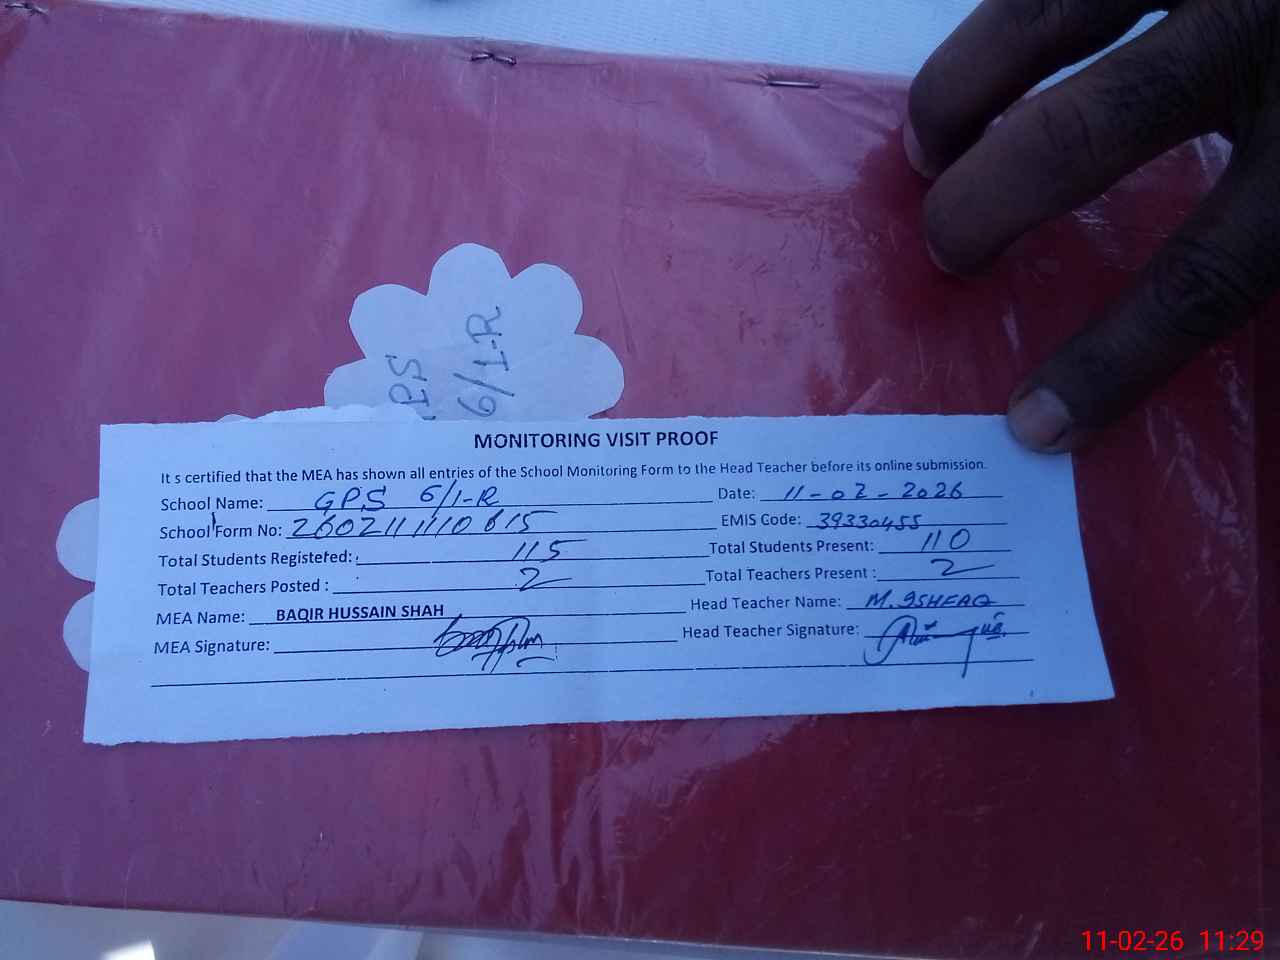 GPS
6/1-R
MONITORING VISIT PROOF
It s certified that the MEA has shown all entries of the School Monitoring Form to the Head Teacher before its online submission.
School Name: GPS 6/1-R Date: 11-02-2026
School Form No: 2602111110615 EMIS Code: 39330455
Total Students Registered: 115 Total Students Present: 110
Total Teachers Posted : 2 Total Teachers Present : 2
MEA Name: BAQIR HUSSAIN SHAH Head Teacher Name: M. ISHFAQ
MEA Signature: Head Teacher Signature:
11-02-26 11:29